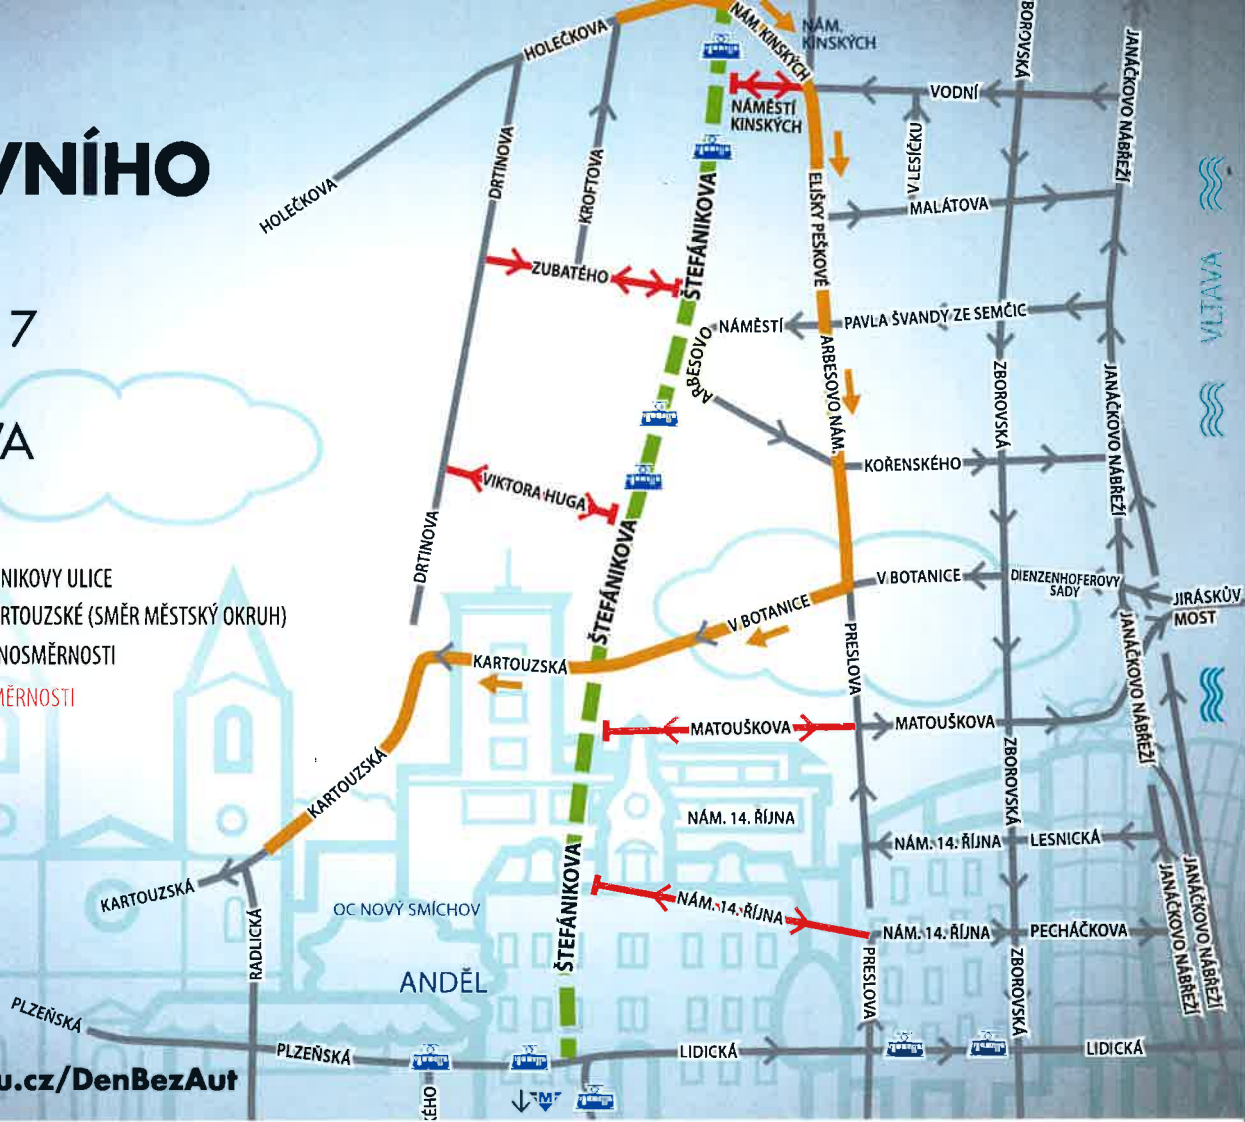 VNÍHO
7
VA
NIKOVY ULICE
RTOUZSKÉ (SMĚR MĚSTSKÝ OKRUH)
NOSMĚRNOSTI
MĚRNOSTI
u.cz/DenBezAut
HOLEČKOVA
HOLEČKOVA
NÁM. KINSKÝCH
NÁM.
KINSKÝCH
NÁMĚSTÍ
KINSKÝCH
VODNÍ
BOROVSKÁ
JANÁČKOVO NÁBŘEŽÍ
DRTINOVA
KROFTOVA
V LESÍČKU
MALÁTOVA
ELIŠKY PEŠKOVÉ
ŠTEFÁNIKOVA
ZUBATÉHO
VLTAVA
NÁMĚSTÍ
PAVLA ŠVANDY ZE SEMČIC
ARBESOVO
ARBESOVO NÁM.
ZBOROVSKÁ
JANÁČKOVO NÁBŘEŽÍ
KOŘENSKÉHO
VIKTORA HUGA
DRTINOVA
ŠTEFÁNIKOVA
V BOTANICE
DIENZENHOFEROVY
SADY
JIRÁSKŮV
MOST
V BOTANICE
PRESLOVA
JANÁČKOVO NÁBŘEŽÍ
KARTOUZSKÁ
MATOUŠKOVA
MATOUŠKOVA
KARTOUZSKÁ
ZBOROVSKÁ
NÁM. 14. ŘÍJNA
NÁM. 14. ŘÍJNA
LESNICKÁ
KARTOUZSKÁ
OC NOVÝ SMÍCHOV
ŠTEFÁNIKOVA
NÁM. 14. ŘÍJNA
NÁM. 14. ŘÍJNA
PECHÁČKOVA
JANÁČKOVO NÁBŘEŽÍ
JANÁČKOVO NÁBŘEŽÍ
RADLICKÁ
ANDĚL
PRESLOVA
ZBOROVSKÁ
PLZEŇSKÁ
PLZEŇSKÁ
LIDICKÁ
LIDICKÁ
KÉHO
M